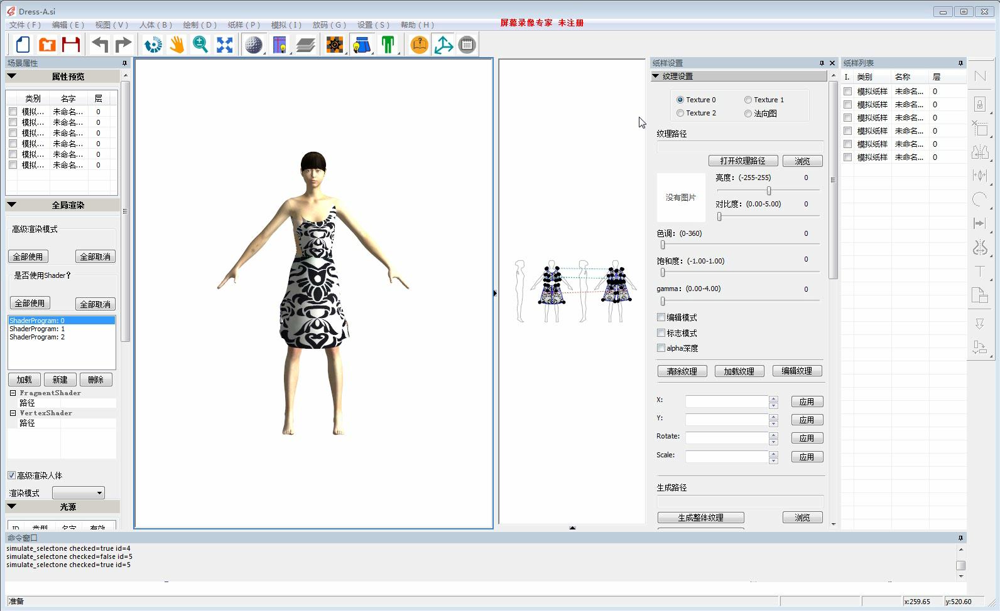 Dress-A.si
文件(F) 编辑(E) 视图(V) 人体(B) 绘制(D) 纸样(P) 模拟(I) 放码(G) 设置(S) 帮助(H)
屏幕录像专家 未注册
场景属性
属性预览
类别 名字 层
模拟... 未命名... 0
模拟... 未命名... 0
模拟... 未命名... 0
模拟... 未命名... 0
模拟... 未命名... 0
模拟... 未命名... 0
全局渲染
高级渲染模式
全部使用 全部取消
是否使用Shader?
全部使用 全部取消
ShaderProgram: 0
ShaderProgram: 1
ShaderProgram: 2
加载 新建 删除
FragmentShader
路径
VertexShader
路径
高级渲染人体
渲染模式
光源
ID 类型 名字 有效
纸样设置
纹理设置
Texture 0 Texture 1
Texture 2 法向图
纹理路径
打开纹理路径 浏览
没有图片
亮度: (-255-255) 0
对比度: (0.00-5.00) 0
色调: (0-360) 0
饱和度: (-1.00-1.00) 0
gamma: (0.00-4.00) 0
编辑模式
标志模式
alpha深度
清除纹理 加载纹理 编辑纹理
X: 应用
Y: 应用
Rotate: 应用
Scale: 应用
生成路径
生成整体纹理 浏览
纸样列表
I. 类别 名称 层
模拟纸样 未命名... 0
模拟纸样 未命名... 0
模拟纸样 未命名... 0
模拟纸样 未命名... 0
模拟纸样 未命名... 0
模拟纸样 未命名... 0
命令窗口
simulate_selectone checked=true id=4
simulate_selectone checked=false id=5
simulate_selectone checked=true id=5
准备
x:259.65 y:520.60